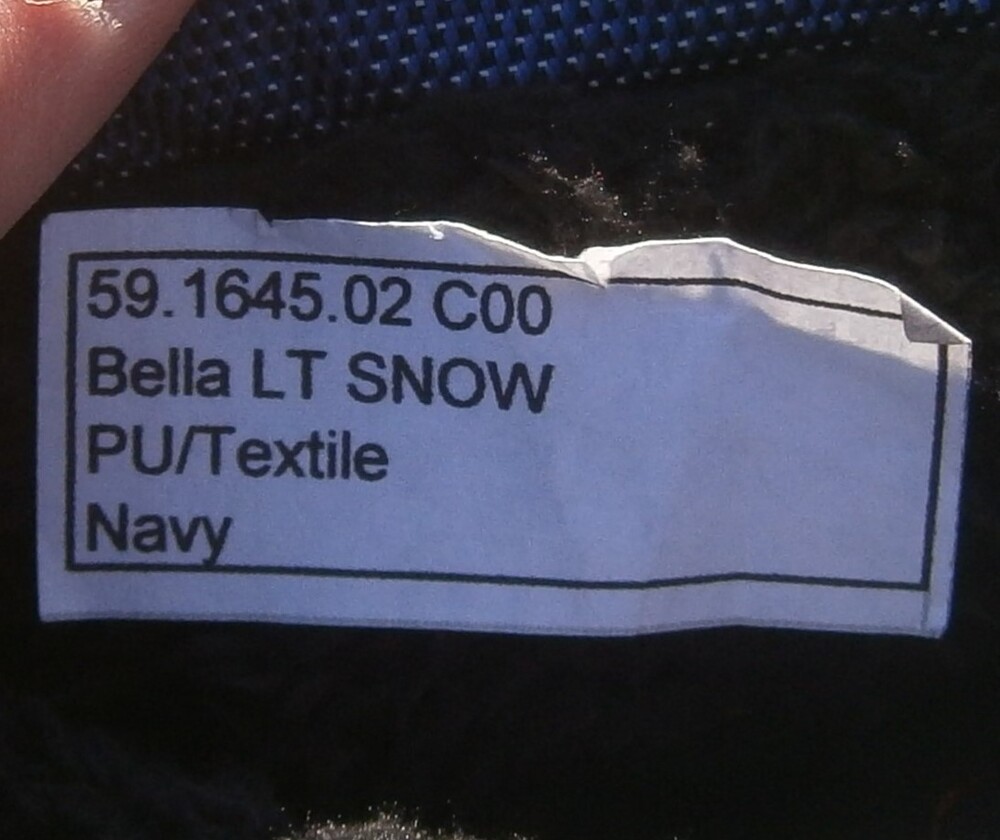 59.1645.02 C00
Bella LT SNOW
PU/Textile
Navy